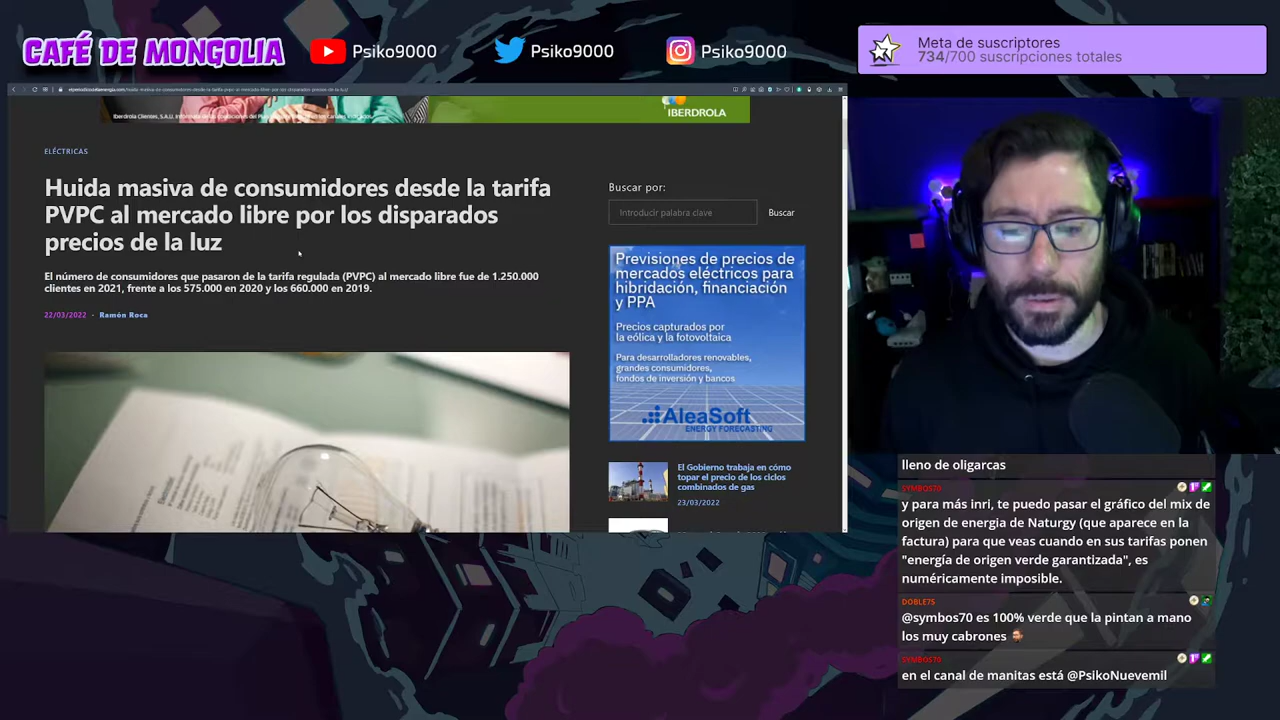 CAFÉ DE MONGOLIA
Psiko9000
Psiko9000
Psiko9000
Meta de suscriptores
734/700 suscripciones totales
IBERDROLA
ELÉCTRICAS
Huida masiva de consumidores desde la tarifa
PVPC al mercado libre por los disparados
precios de la luz
El número de consumidores que pasaron de la tarifa regulada (PVPC) al mercado libre fue de 1.250.000
clientes en 2021, frente a los 575.000 en 2020 y los 660.000 en 2019.
22/03/2022 - Ramón Roca
Buscar por:
Introducir palabra clave
Buscar
Previsiones de precios de
mercados eléctricos para
hibridación, financiación
y PPA
Precios capturados por
la eólica y la fotovoltaica
Para desarrolladores renovables,
grandes consumidores,
fondos de inversión y bancos
AleaSoft
ENERGY FORECASTING
El Gobierno trabaja en cómo
topar el precio de los ciclos
combinados de gas
23/03/2022
lleno de oligarcas
SYMBOS70
y para más inri, te puedo pasar el gráfico del mix de
origen de energia de Naturgy (que aparece en la
factura) para que veas cuando en sus tarifas ponen
"energía de origen verde garantizada", es
numéricamente imposible.
DOBLE75
@symbos70 es 100% verde que la pintan a mano
los muy cabrones
SYMBOS70
en el canal de manitas está @PsikoNuevemil